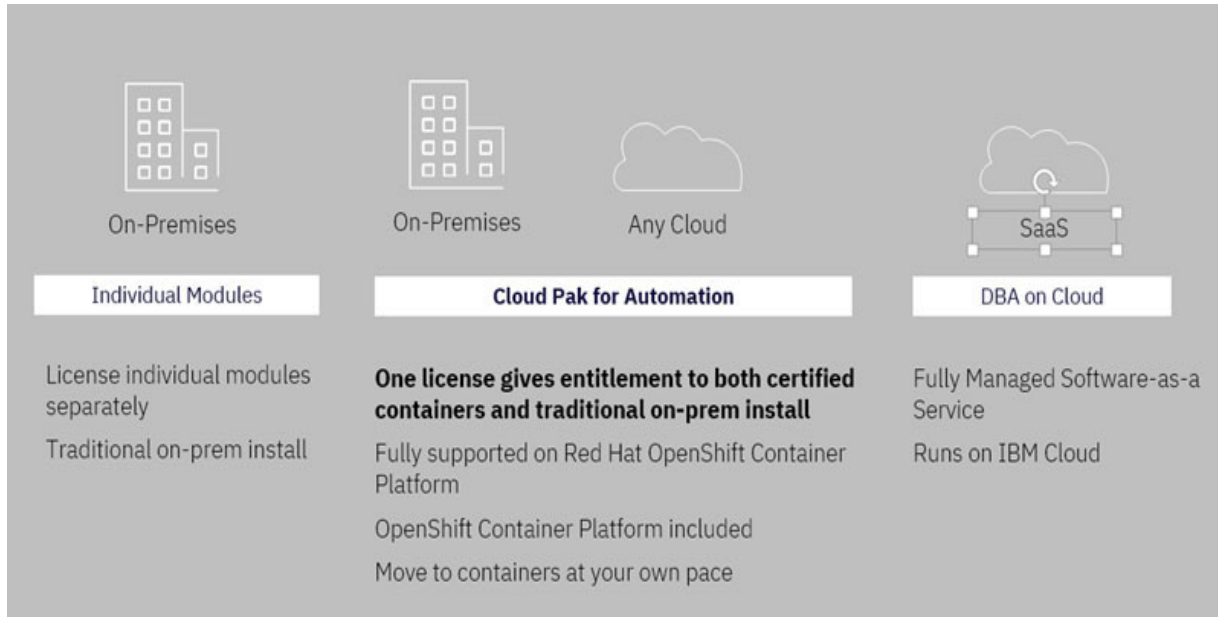 On-Premises
On-Premises
Any Cloud
SaaS
Individual Modules
Cloud Pak for Automation
DBA on Cloud
License individual modules
separately
Traditional on-prem install
One license gives entitlement to both certified
containers and traditional on-prem install
Fully supported on Red Hat OpenShift Container
Platform
OpenShift Container Platform included
Move to containers at your own pace
Fully Managed Software-as-a
Service
Runs on IBM Cloud